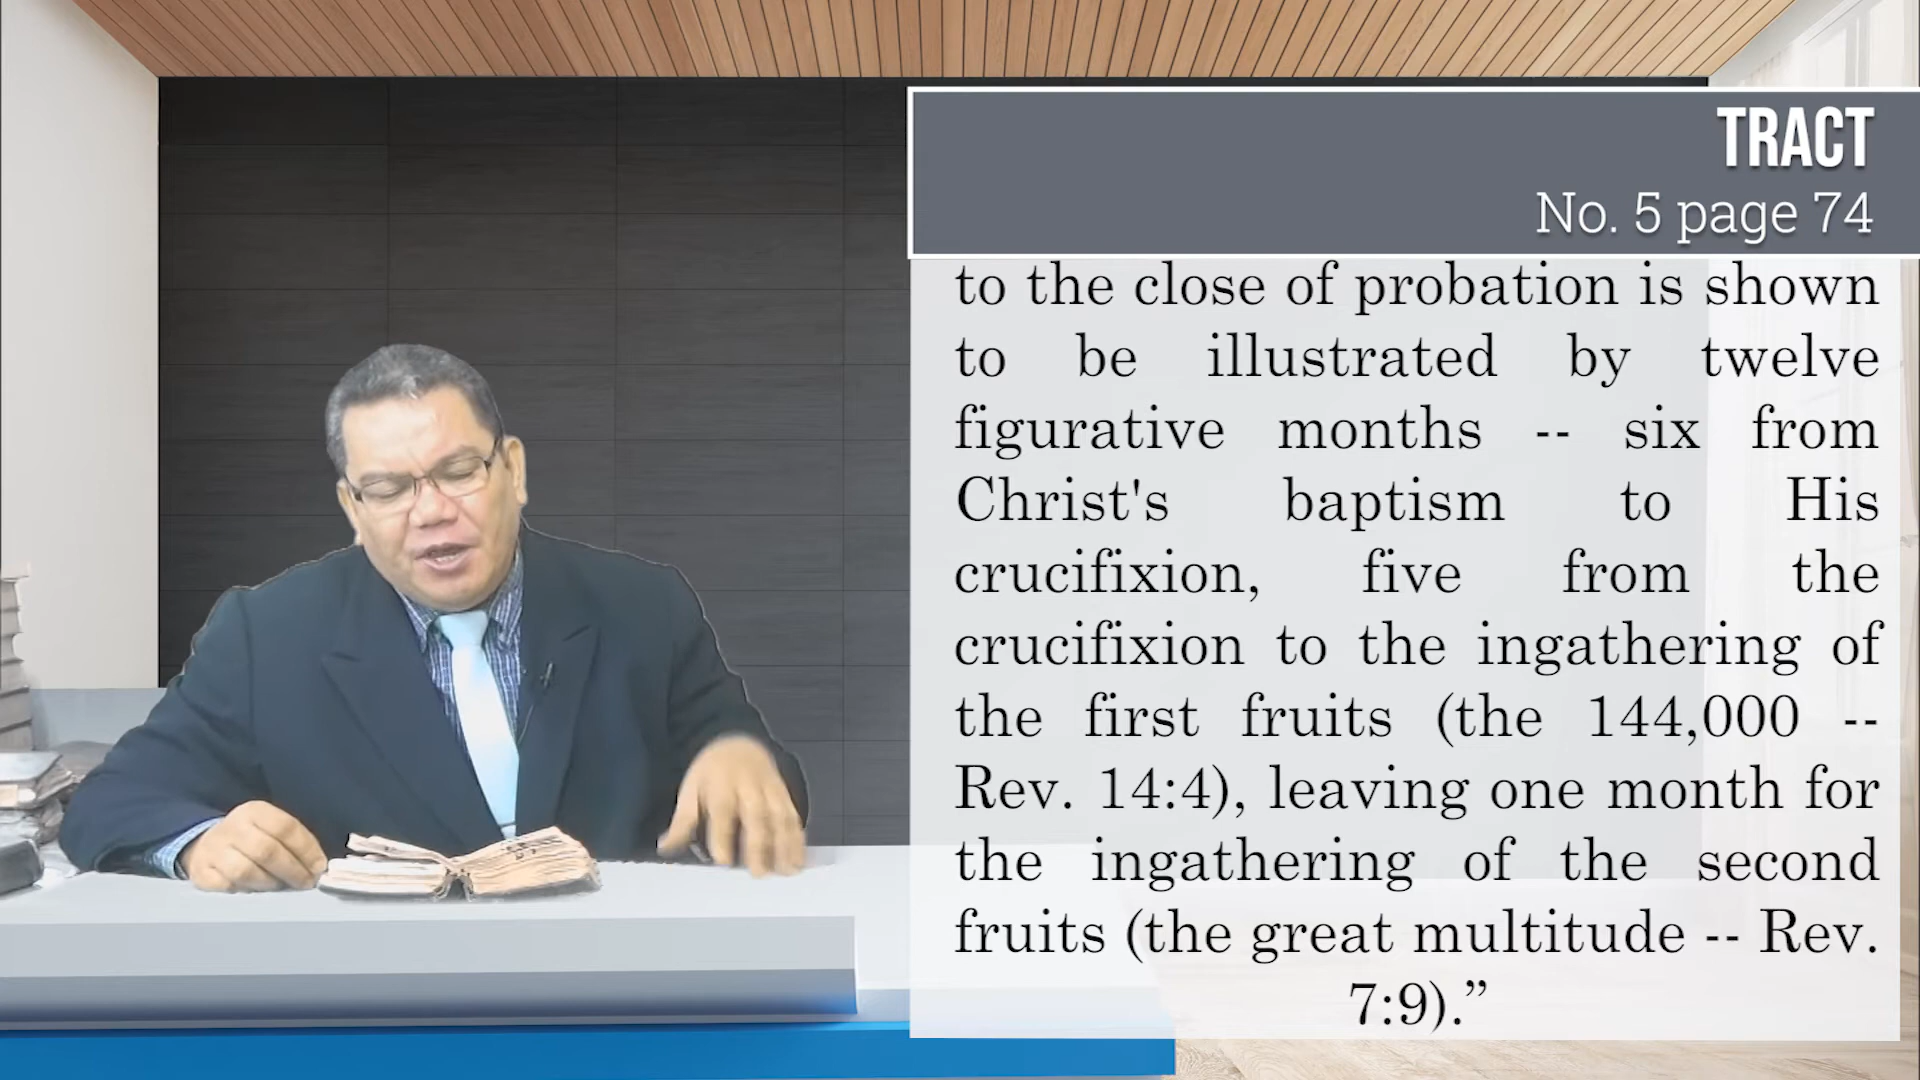 TRACT
No. 5 page 74
to the close of probation is shown
to be illustrated by twelve
figurative months -- six from
Christ's baptism to His
crucifixion, five from the
crucifixion to the ingathering of
the first fruits (the 144,000 --
Rev. 14:4), leaving one month for
the ingathering of the second
fruits (the great multitude -- Rev.
7:9).”